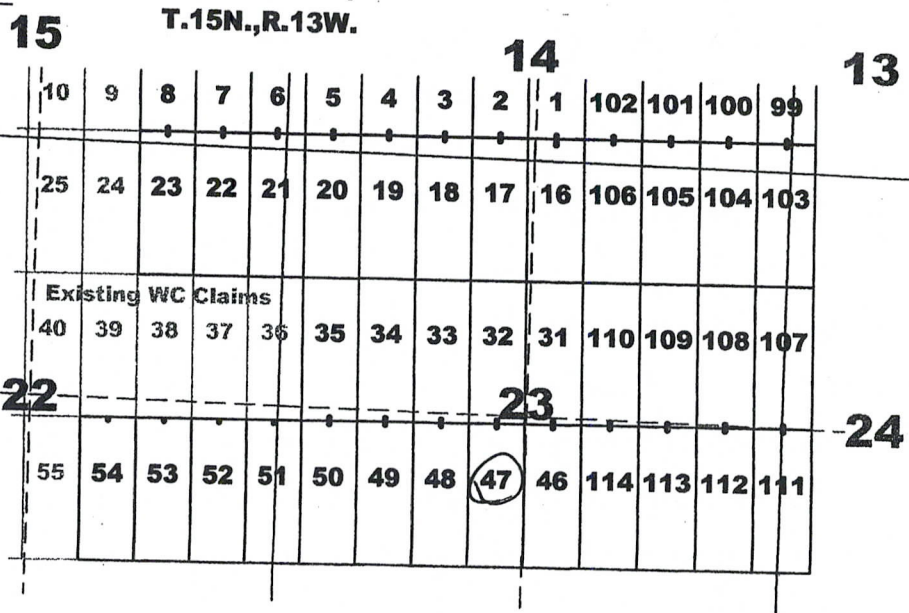 T.15N.,R.13W.
15
14
13
10 9 8 7 6 5 4 3 2 1 102 101 100 99
25 24 23 22 21 20 19 18 17 16 106 105 104 103
Existing WC Claims
40 39 38 37 36 35 34 33 32 31 110 109 108 107
22 23 24
55 54 53 52 51 50 49 48 47 46 114 113 112 111